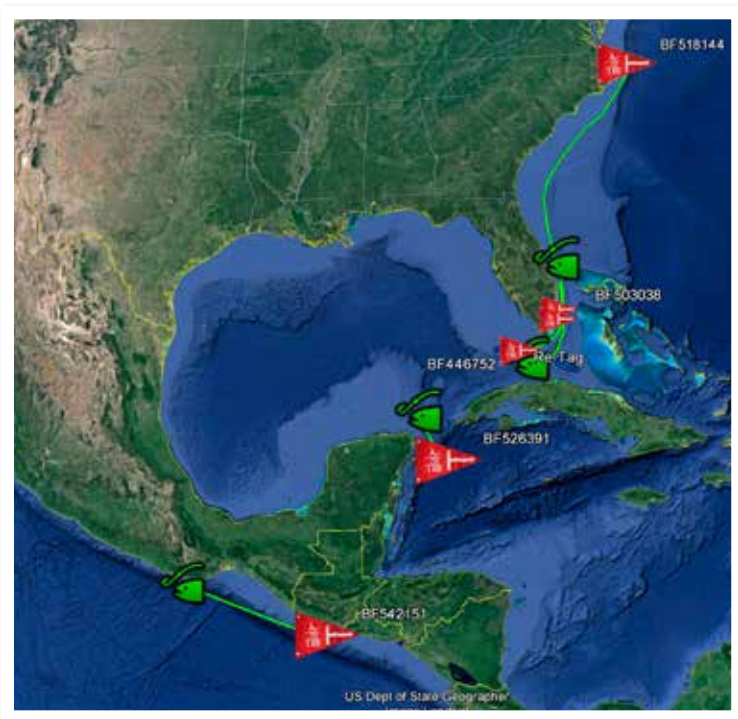 BF518144
BF503038
Re-Tag
BF446752
BF526391
BF542151
US Dept of State Geographer